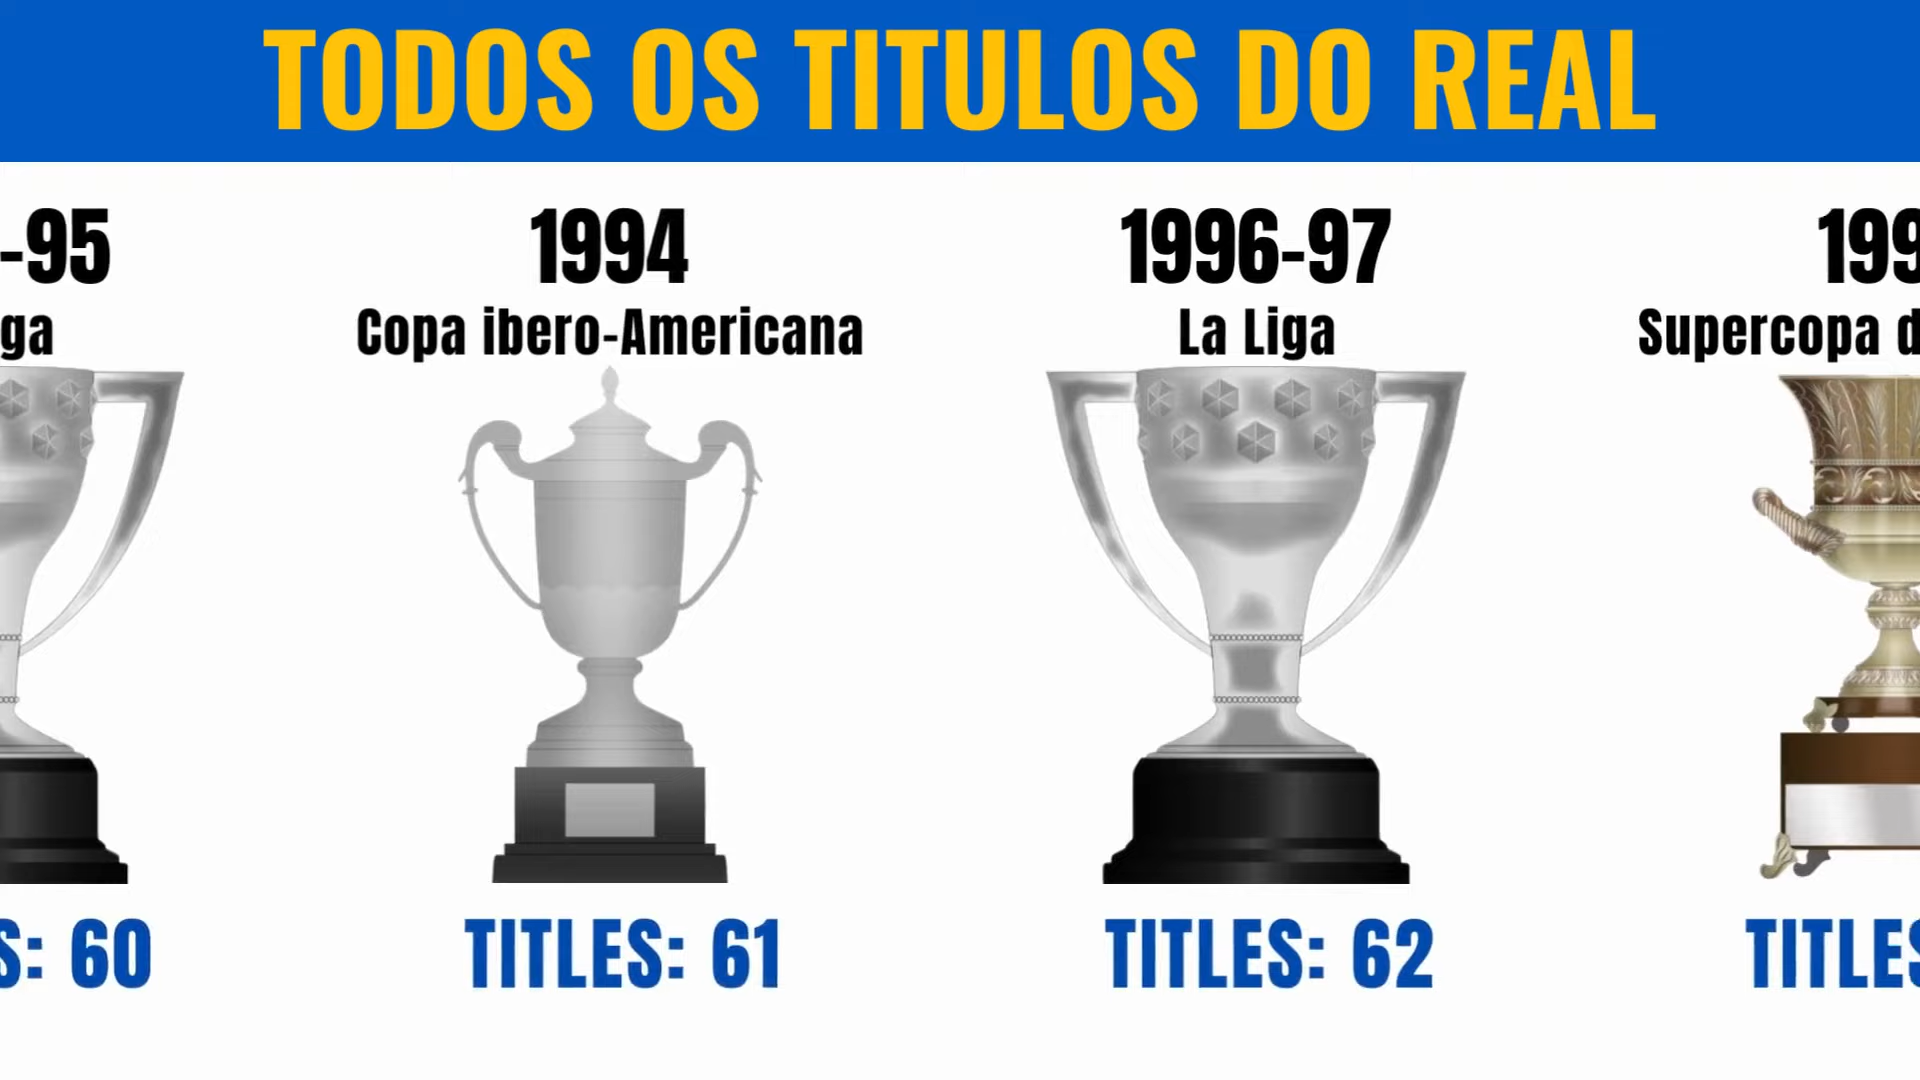 TODOS OS TITULOS DO REAL
-95
1994
1996-97
199
ga
Copa ibero-Americana
La Liga
Supercopa d
S: 60
TITLES: 61
TITLES: 62
TITLES